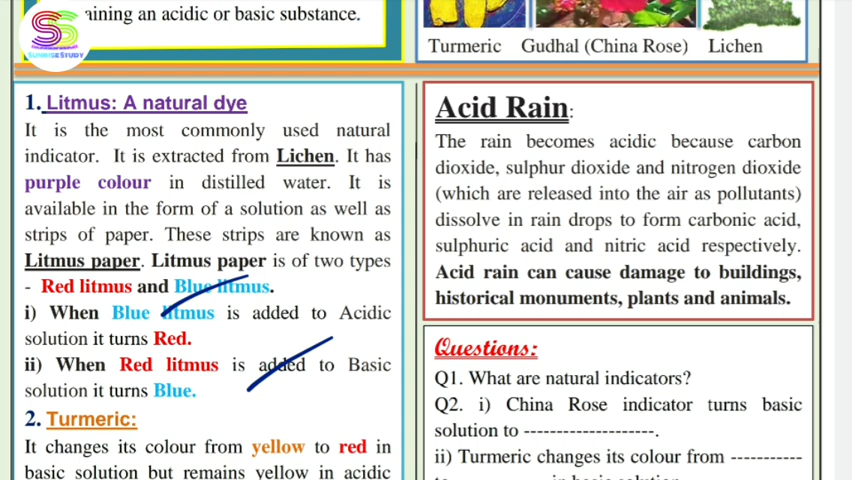 SS
SUNRISE STUDY
aining an acidic or basic substance.
Turmeric Gudhal (China Rose) Lichen
1. Litmus: A natural dye
It is the most commonly used natural
indicator. It is extracted from Lichen. It has
purple colour in distilled water. It is
available in the form of a solution as well as
strips of paper. These strips are known as
Litmus paper. Litmus paper is of two types
- Red litmus and Blue litmus.
i) When Blue litmus is added to Acidic
solution it turns Red.
ii) When Red litmus is added to Basic
solution it turns Blue.
2. Turmeric:
It changes its colour from yellow to red in
basic solution but remains yellow in acidic
Acid Rain:
The rain becomes acidic because carbon
dioxide, sulphur dioxide and nitrogen dioxide
(which are released into the air as pollutants)
dissolve in rain drops to form carbonic acid,
sulphuric acid and nitric acid respectively.
Acid rain can cause damage to buildings,
historical monuments, plants and animals.
Questions:
Q1. What are natural indicators?
Q2. i) China Rose indicator turns basic
solution to --------------------.
ii) Turmeric changes its colour from -----------
to ----------- in basic solution